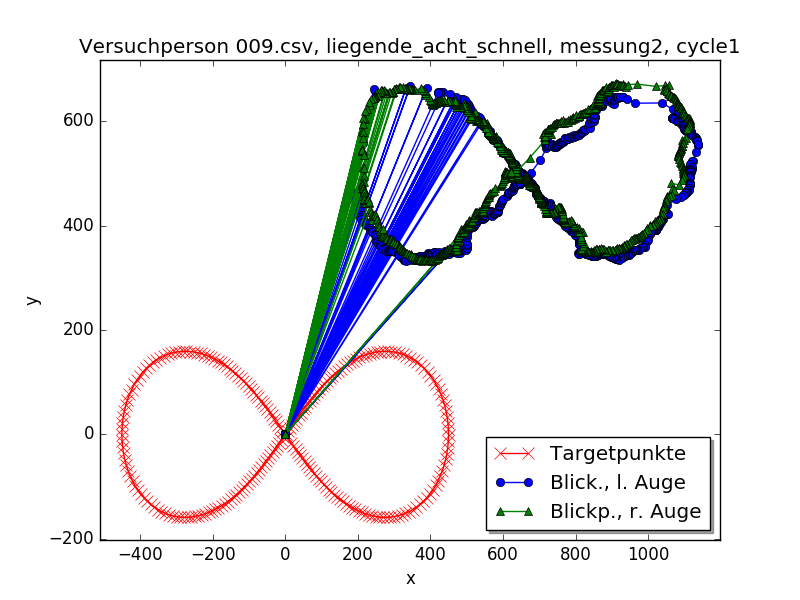 Versuchperson 009.csv, liegende_acht_schnell, messung2, cycle1
y
600
400
200
0
−200
−400
−200
0
200
400
600
800
1000
x
Targetpunkte
Blick., l. Auge
Blickp., r. Auge